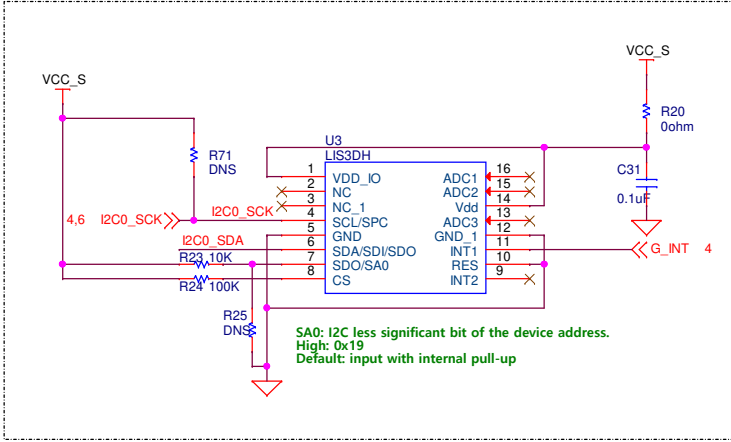 VCC_S
VCC_S
R20
0ohm
U3
LIS3DH
R71
DNS
C31
0.1uF
1
VDD_IO
ADC1
16
2
NC
ADC2
15
3
NC_1
Vdd
14
4,6
I2C0_SCK
I2C0_SCK
4
SCL/SPC
ADC3
13
5
GND
GND_1
12
I2C0_SDA
6
SDA/SDI/SDO
INT1
11
G_INT
4
R23 10K
7
SDO/SA0
RES
10
R24 100K
8
CS
INT2
9
R25
DNS
SA0: I2C less significant bit of the device address.
High: 0x19
Default: input with internal pull-up